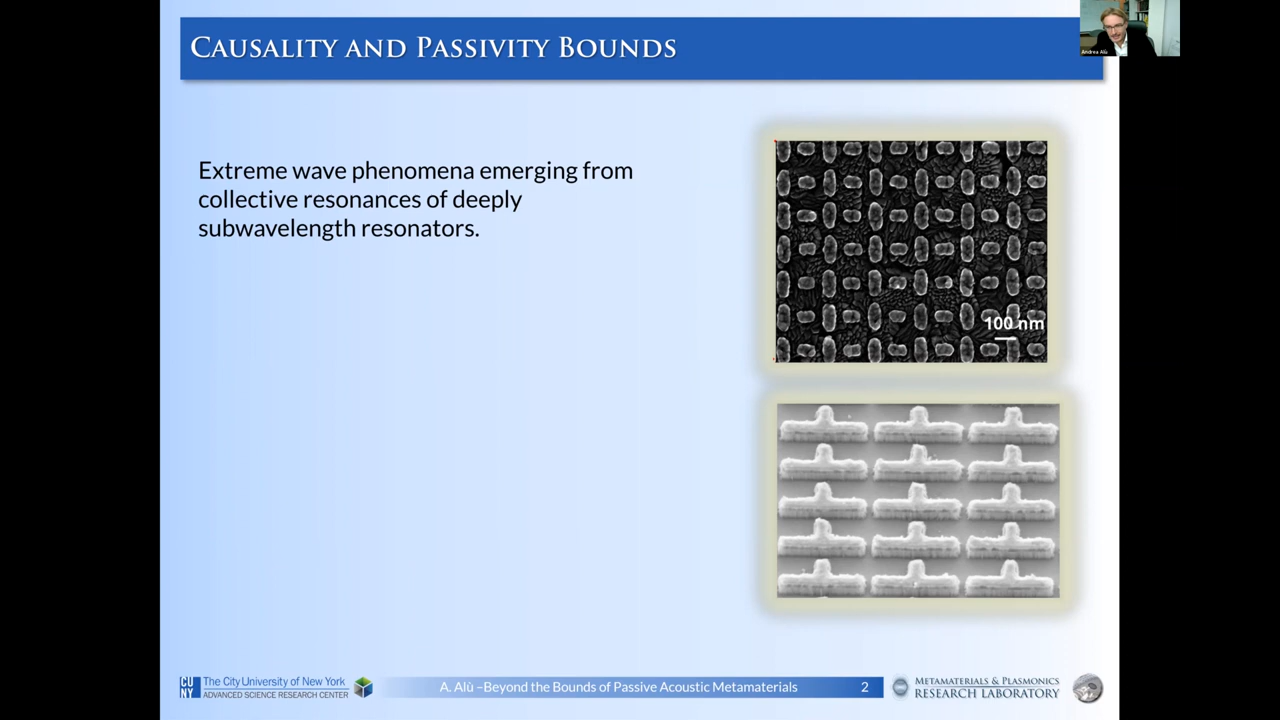 CAUSALITY AND PASSIVITY BOUNDS
Andrea Alù
Extreme wave phenomena emerging from
collective resonances of deeply
subwavelength resonators.
100 nm
CU
NY
The City University of New York
ADVANCED SCIENCE RESEARCH CENTER
A. Alù –Beyond the Bounds of Passive Acoustic Metamaterials
2
METAMATERIALS & PLASMONICS
RESEARCH LABORATORY